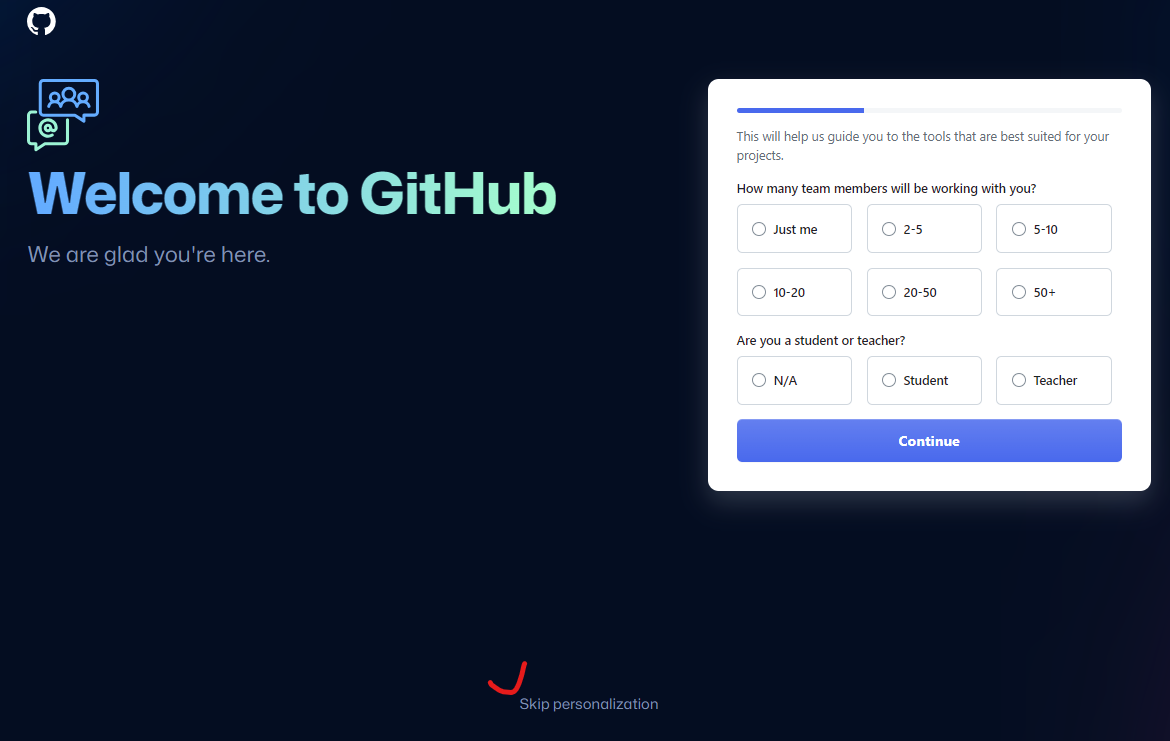 Welcome to GitHub
We are glad you're here.
This will help us guide you to the tools that are best suited for your
projects.
How many team members will be working with you?
Just me
2-5
5-10
10-20
20-50
50+
Are you a student or teacher?
N/A
Student
Teacher
Continue
Skip personalization